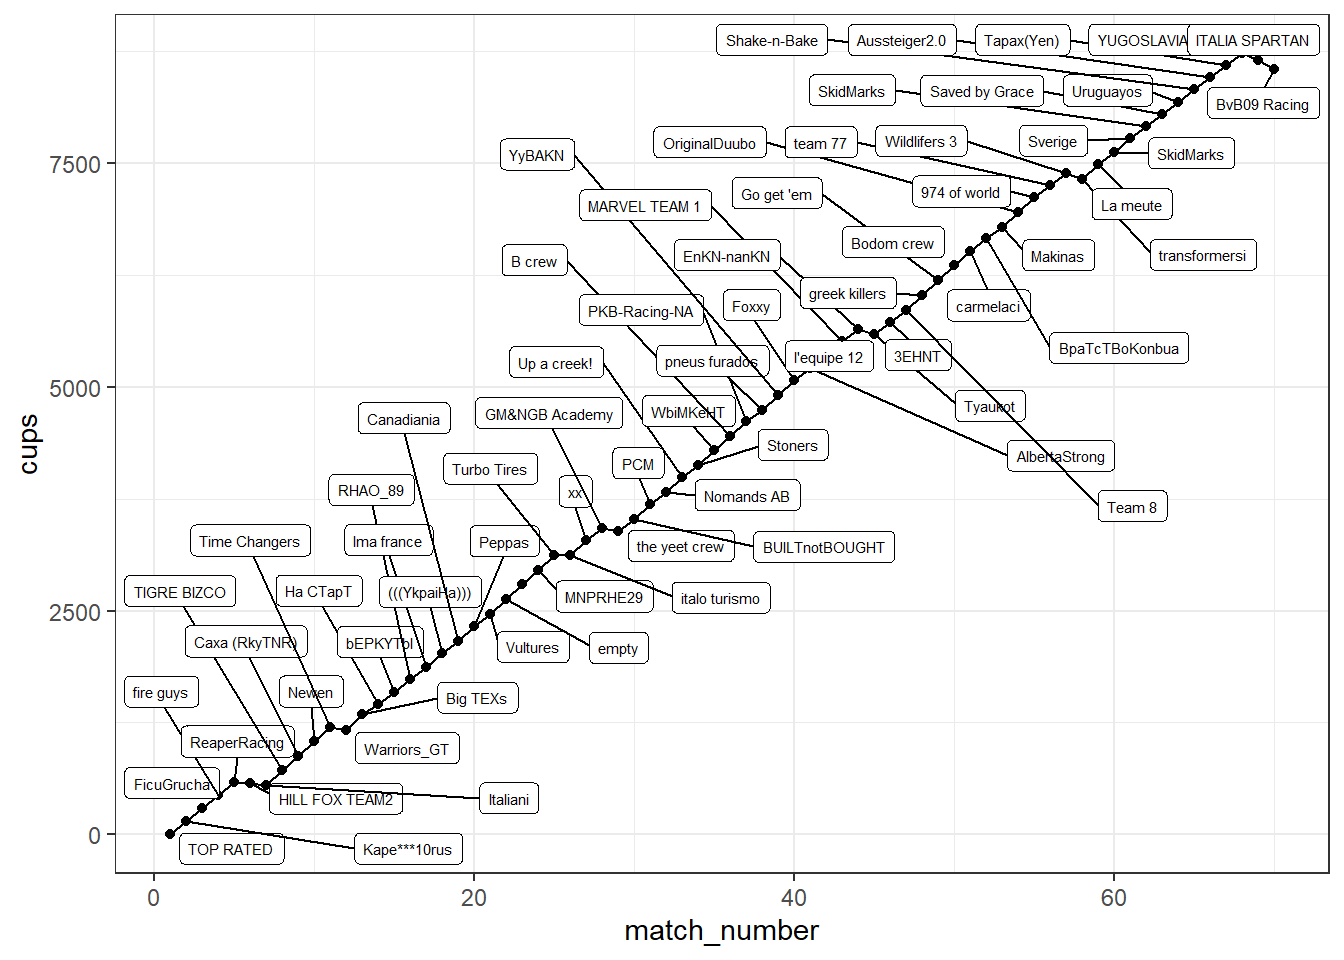 Shake-n-Bake
Aussteiger2.0
Tapax(Yen)
YUGOSLAVIA
ITALIA SPARTAN
SkidMarks
Saved by Grace
Uruguayos
BvB09 Racing
OriginalDuubo
team 77
Wildlifers 3
Sverige
SkidMarks
7500
YyBAKN
MARVEL TEAM 1
Go get 'em
974 of world
La meute
B crew
EnKN-nanKN
Bodom crew
Makinas
transformersi
PKB-Racing-NA
Foxxy
greek killers
carmelaci
Up a creek!
pneus furados
l'equipe 12
3EHNT
BpaTcTBoKonbua
5000
Canadiania
GM&NGB Academy
WbiMKeHT
Tyaukot
cups
Turbo Tires
PCM
Stoners
AlbertaStrong
RHAO_89
xx
Nomands AB
Team 8
Time Changers
Ima france
Peppas
the yeet crew
BUILTnotBOUGHT
TIGRE BIZCO
Ha CTapT
(((YkpaiHa)))
MNPRHE29
italo turismo
2500
Caxa (RkyTNR)
bEPKYTbI
Vultures
empty
fire guys
Newen
Big TEXs
ReaperRacing
Warriors_GT
FicuGrucha
HILL FOX TEAM2
Italiani
0
TOP RATED
Kape***10rus
0
20
40
60
match_number